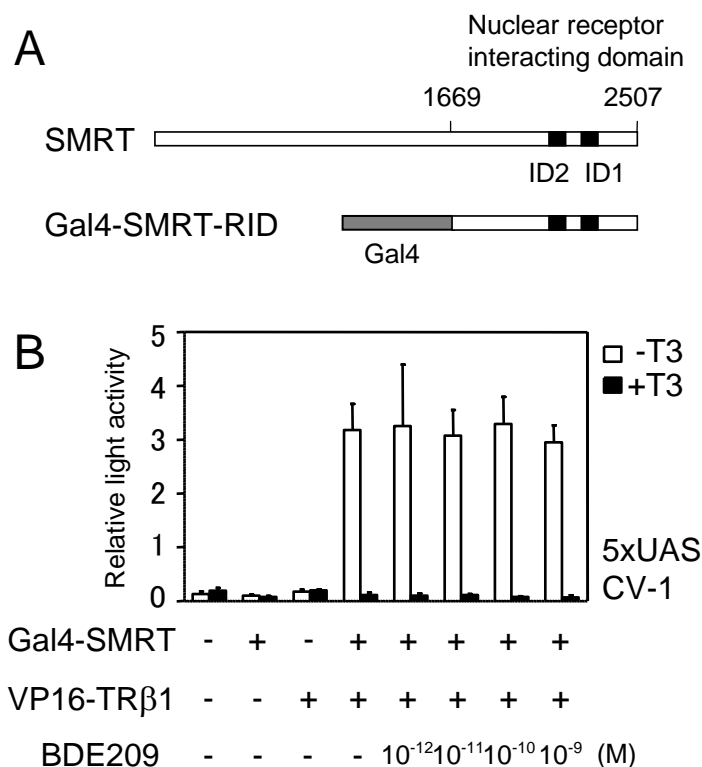 A
Nuclear receptor
interacting domain
1669
2507
SMRT
ID2
ID1
Gal4-SMRT-RID
Gal4
B
Relative light activity
5
4
3
2
1
0
-T3
+T3
5xUAS
CV-1
Gal4-SMRT - + - + + + + +
VP16-TRβ1 - - + + + + + +
BDE209 - - - - 10⁻¹² 10⁻¹¹ 10⁻¹⁰ 10⁻⁹ (M)